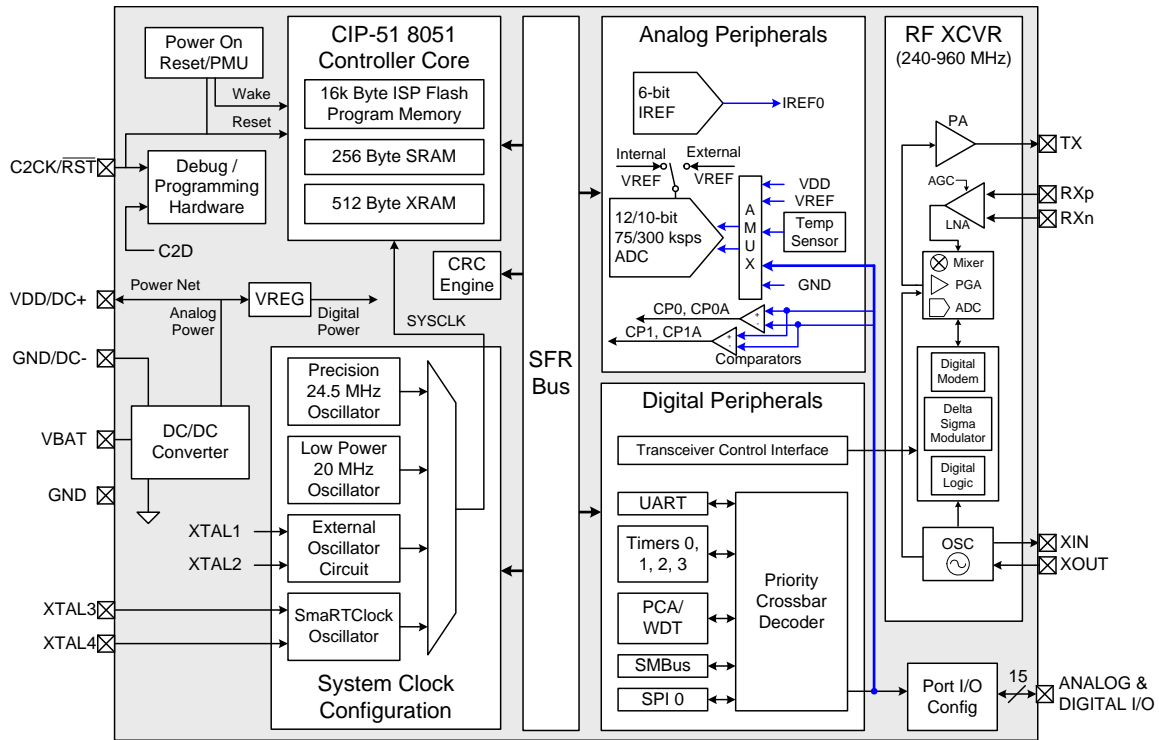 Power On
Reset/PMU
Wake
Reset
C2CK/RST
Debug /
Programming
Hardware
C2D
VDD/DC+
Power Net
Analog
Power
VREG
Digital
Power
GND/DC-
VBAT
DC/DC
Converter
GND
XTAL1
XTAL2
XTAL3
XTAL4
CIP-51 8051
Controller Core
16k Byte ISP Flash
Program Memory
256 Byte SRAM
512 Byte XRAM
CRC
Engine
SYSCLK
Precision
24.5 MHz
Oscillator
Low Power
20 MHz
Oscillator
External
Oscillator
Circuit
SmaRTClock
Oscillator
System Clock
Configuration
SFR
Bus
Analog Peripherals
6-bit
IREF
IREF0
Internal
VREF
External
VREF
12/10-bit
75/300 ksps
ADC
A
M
U
X
VDD
VREF
Temp
Sensor
GND
CP0, CP0A
+
-
CP1, CP1A
+
-
Comparators
Digital Peripherals
Transceiver Control Interface
UART
Timers 0,
1, 2, 3
PCA/
WDT
SMBus
SPI 0
Priority
Crossbar
Decoder
RF XCVR
(240-960 MHz)
PA
TX
AGC
LNA
RXp
RXn
Mixer
PGA
ADC
Digital
Modem
Delta
Sigma
Modulator
Digital
Logic
OSC
XIN
XOUT
Port I/O
Config
15
ANALOG &
DIGITAL I/O